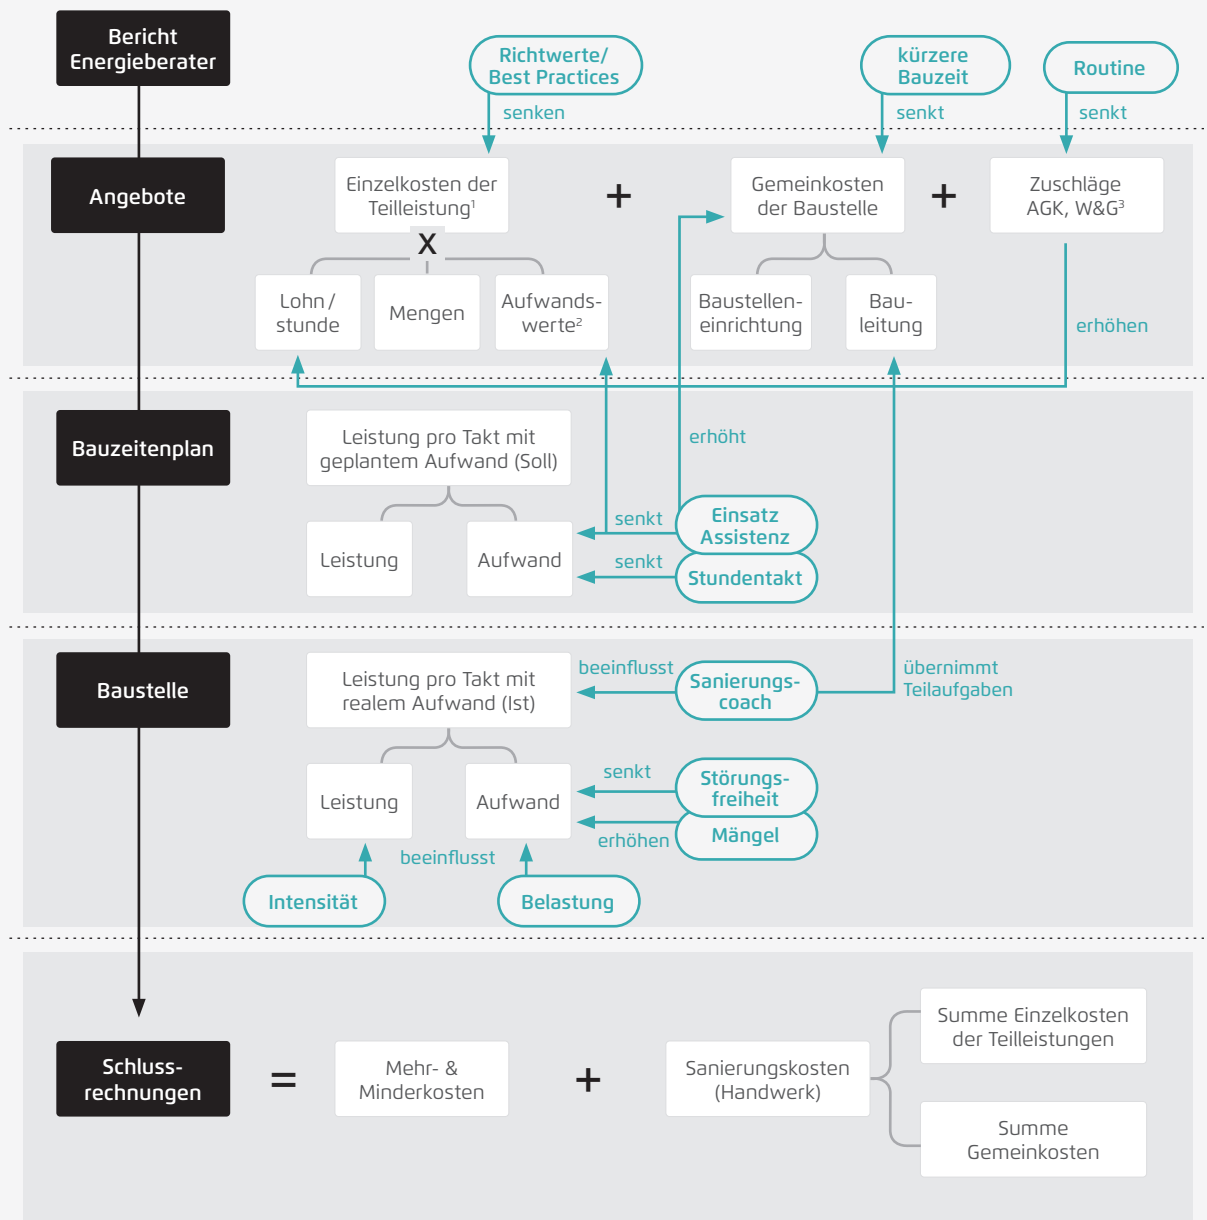 Bericht
Energieberater
Richtwerte/
Best Practices
kürzere
Bauzeit
Routine
senken
senkt
senkt
Angebote
Einzelkosten der
Teilleistung¹
+
Gemeinkosten
der Baustelle
+
Zuschläge
AGK, W&G³
X
Lohn /
stunde
Mengen
Aufwands-
werte²
Baustellen-
einrichtung
Bau-
leitung
erhöhen
Bauzeitenplan
Leistung pro Takt mit
geplantem Aufwand (Soll)
erhöht
Leistung
Aufwand
senkt
Einsatz
Assistenz
senkt
Stundentakt
Baustelle
Leistung pro Takt mit
realem Aufwand (Ist)
beeinflusst
Sanierungs-
coach
übernimmt
Teilaufgaben
Leistung
Aufwand
senkt
Störungs-
freiheit
erhöhen
Mängel
beeinflusst
Intensität
Belastung
Schluss-
rechnungen
=
Mehr- &
Minderkosten
+
Sanierungskosten
(Handwerk)
Summe Einzelkosten
der Teilleistungen
Summe
Gemeinkosten